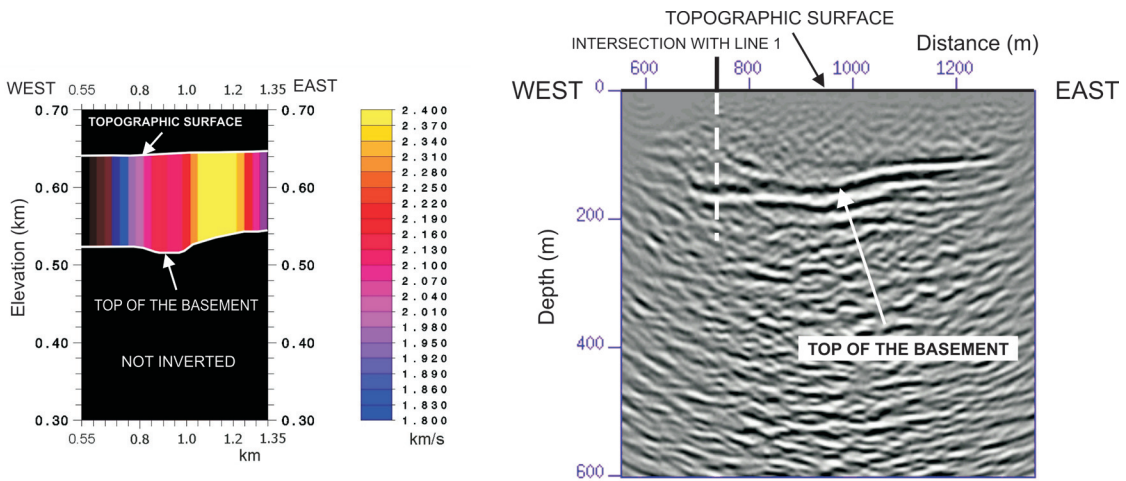 WEST
EAST
0.55 0.8 1.0 1.2 1.35
0.70 0.70
TOPOGRAPHIC SURFACE
0.60 0.60
0.50 0.50
TOP OF THE BASEMENT
0.40 0.40
NOT INVERTED
0.30 0.30
0.55 0.8 1.0 1.2 1.35
km
Elevation (km)
2.400
2.370
2.340
2.310
2.280
2.250
2.220
2.190
2.160
2.130
2.100
2.070
2.040
2.010
1.980
1.950
1.920
1.890
1.860
1.830
1.800
km/s
TOPOGRAPHIC SURFACE
INTERSECTION WITH LINE 1
Distance (m)
600 800 1000 1200
WEST
EAST
0
200
400
600
Depth (m)
TOP OF THE BASEMENT